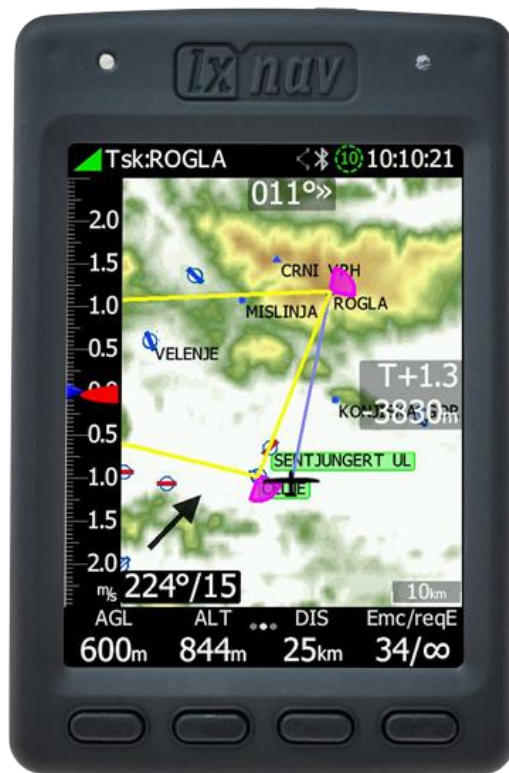 lx nav
Tsk:ROGLA 10 10:10:21
011°»
2.0
1.5
CRNI VRH
1.0
MISLINJA
ROGLA
0.5
VELENJE
T+1.3
-3830m
0.5
SENTJUNGERT UL
1.0
1.5
2.0
m/s 224°/15
10km
AGL ALT DIS Emc/reqE
600m 844m 25km 34/∞